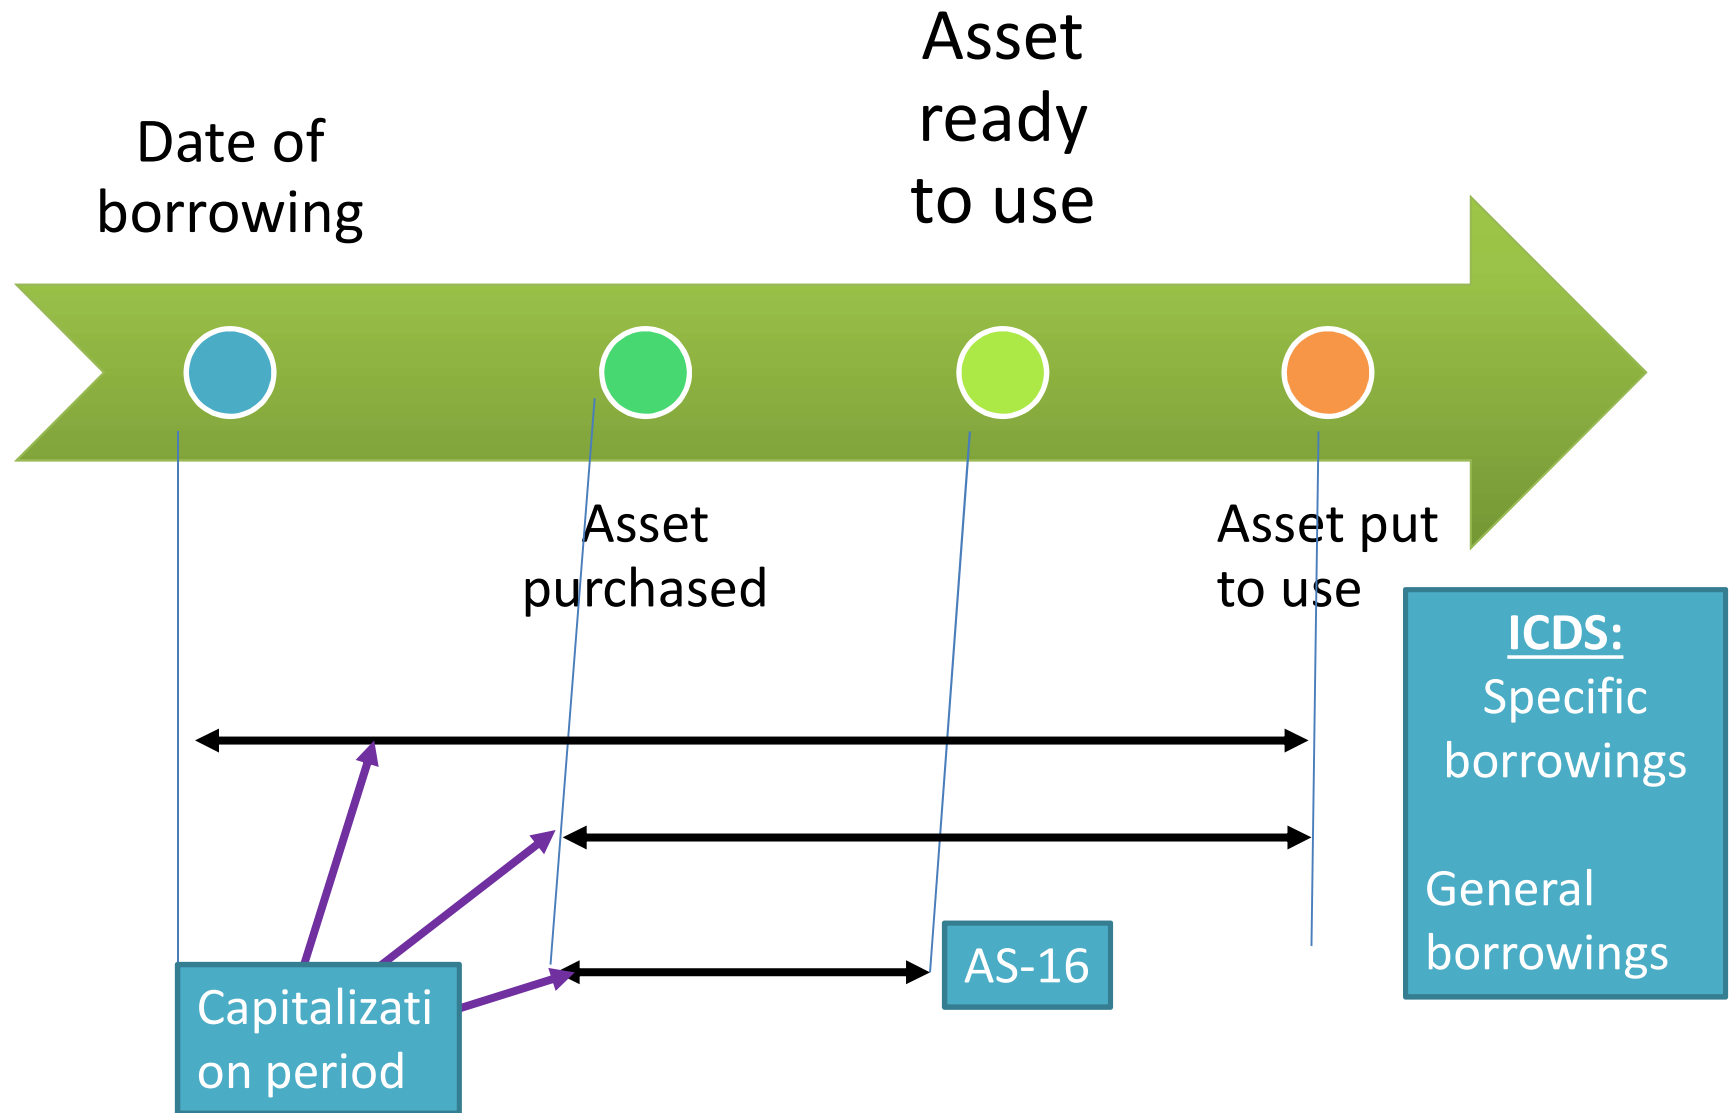 Asset
ready
to use
Date of
borrowing
Asset
purchased
Asset put
to use
ICDS:
Specific
borrowings
General
borrowings
AS-16
Capitalizati
on period